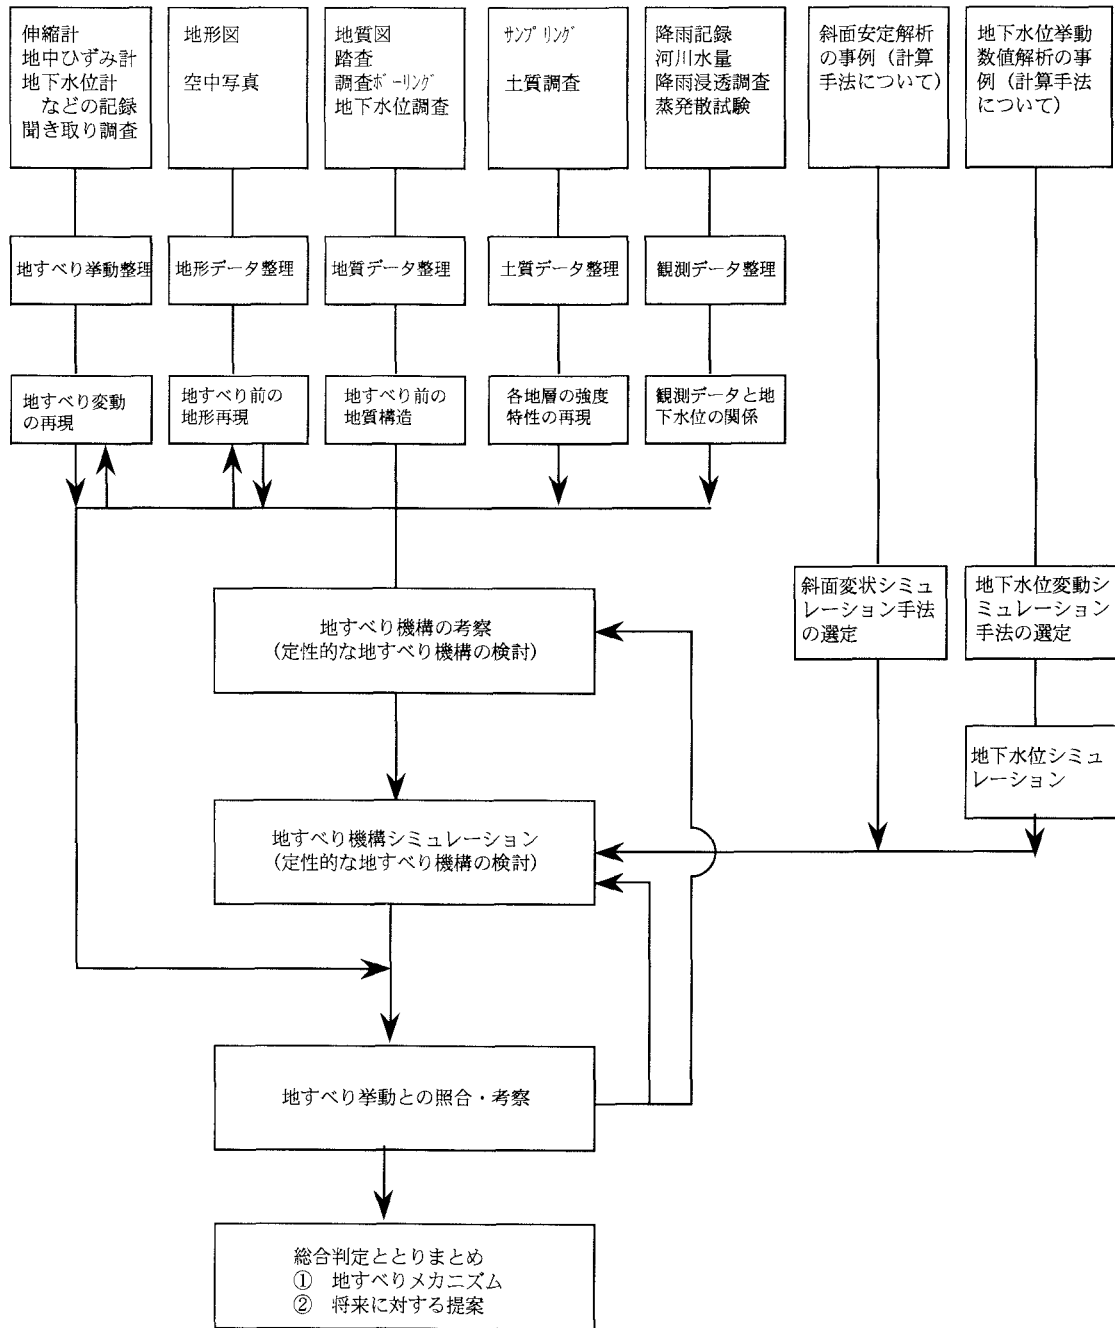 伸縮計
地中ひずみ計
地下水位計
などの記録
聞き取り調査
地形図
空中写真
地質図
踏査
調査ﾎﾞｰﾘﾝｸﾞ
地下水位調査
ｻﾝﾌﾟﾘﾝｸﾞ
土質調査
降雨記録
河川水量
降雨浸透調査
蒸発散試験
斜面安定解析
の事例（計算
手法について）
地下水位挙動
数値解析の事
例（計算手法
について）
地すべり挙動整理
地形データ整理
地質データ整理
土質データ整理
観測データ整理
地すべり変動
の再現
地すべり前の
地形再現
地すべり前の
地質構造
各地層の強度
特性の再現
観測データと地
下水位の関係
斜面変状シミュ
レーション手法
の選定
地下水位変動シ
ミュレーション
手法の選定
地すべり機構の考察
(定性的な地すべり機構の検討)
地下水位シミュ
レーション
地すべり機構シミュレーション
(定性的な地すべり機構の検討)
地すべり挙動との照合・考察
総合判定ととりまとめ
① 地すべりメカニズム
② 将来に対する提案